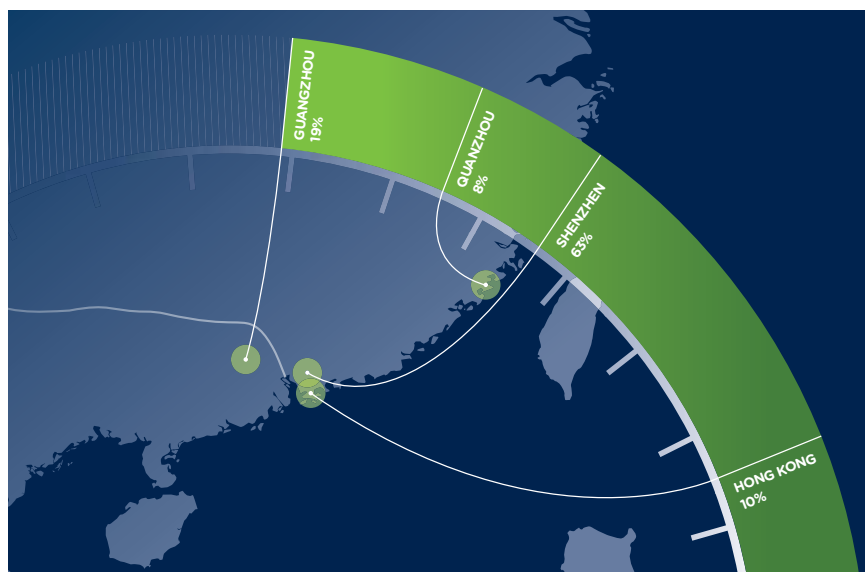 GUANGZHOU
19%
QUANZHOU
8%
SHENZHEN
63%
HONG KONG
10%